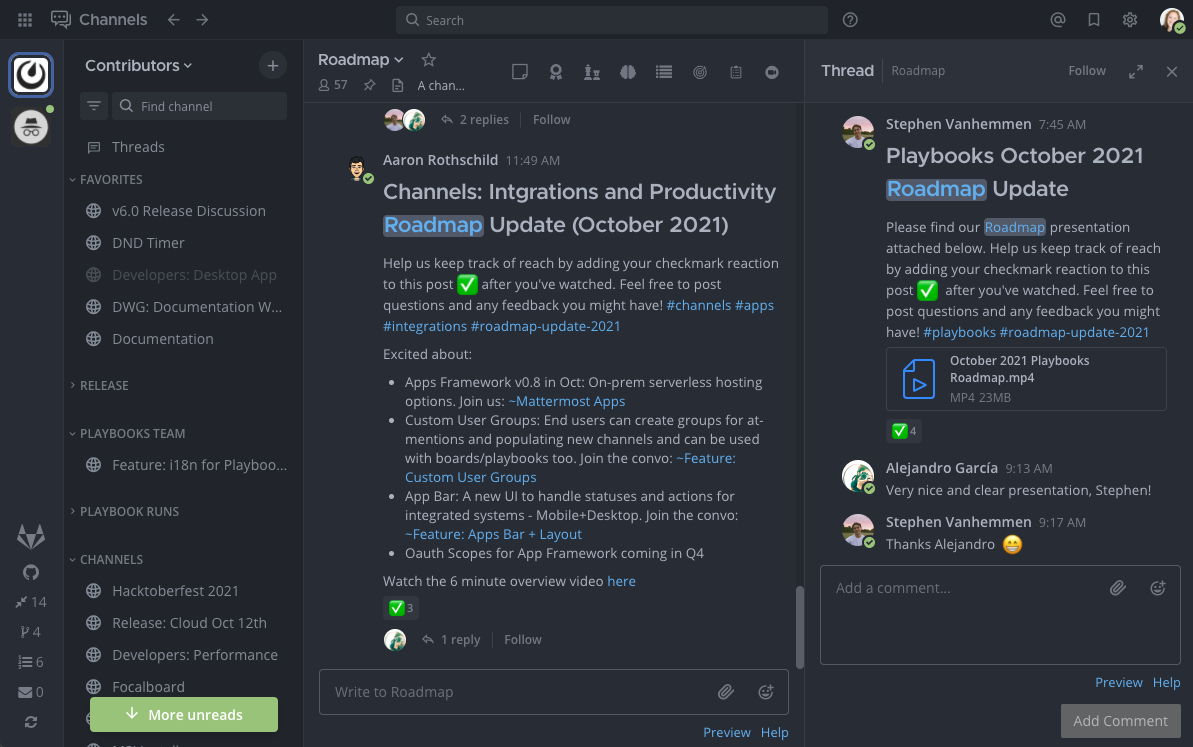 Channels
Search
Contributors
Find channel
Threads
FAVORITES
v6.0 Release Discussion
DND Timer
Developers: Desktop App
DWG: Documentation W...
Documentation
RELEASE
PLAYBOOKS TEAM
Feature: i18n for Playboo...
PLAYBOOK RUNS
CHANNELS
Hacktoberfest 2021
Release: Cloud Oct 12th
Developers: Performance
Focalboard
More unreads
14
4
6
0
Roadmap
57
A chan...
2 replies
Follow
Aaron Rothschild 11:49 AM
Channels: Intgrations and Productivity
Roadmap Update (October 2021)
Help us keep track of reach by adding your checkmark reaction
to this post ✅ after you've watched. Feel free to post
questions and any feedback you might have! #channels #apps
#integrations #roadmap-update-2021
Excited about:
• Apps Framework v0.8 in Oct: On-prem serverless hosting
options. Join us: ~Mattermost Apps
• Custom User Groups: End users can create groups for at-
mentions and populating new channels and can be used
with boards/playbooks too. Join the convo: ~Feature:
Custom User Groups
• App Bar: A new UI to handle statuses and actions for
integrated systems - Mobile+Desktop. Join the convo:
~Feature: Apps Bar + Layout
• Oauth Scopes for App Framework coming in Q4
Watch the 6 minute overview video here
✅ 3
1 reply
Follow
Write to Roadmap
Preview Help
Thread
Roadmap
Follow
Stephen Vanhemmen 7:45 AM
Playbooks October 2021
Roadmap Update
Please find our Roadmap presentation
attached below. Help us keep track of reach
by adding your checkmark reaction to this
post ✅ after you've watched. Feel free to
post questions and any feedback you might
have! #playbooks #roadmap-update-2021
October 2021 Playbooks
Roadmap.mp4
MP4 23MB
✅ 4
Alejandro García 9:13 AM
Very nice and clear presentation, Stephen!
Stephen Vanhemmen 9:17 AM
Thanks Alejandro 😁
Add a comment...
Preview Help
Add Comment